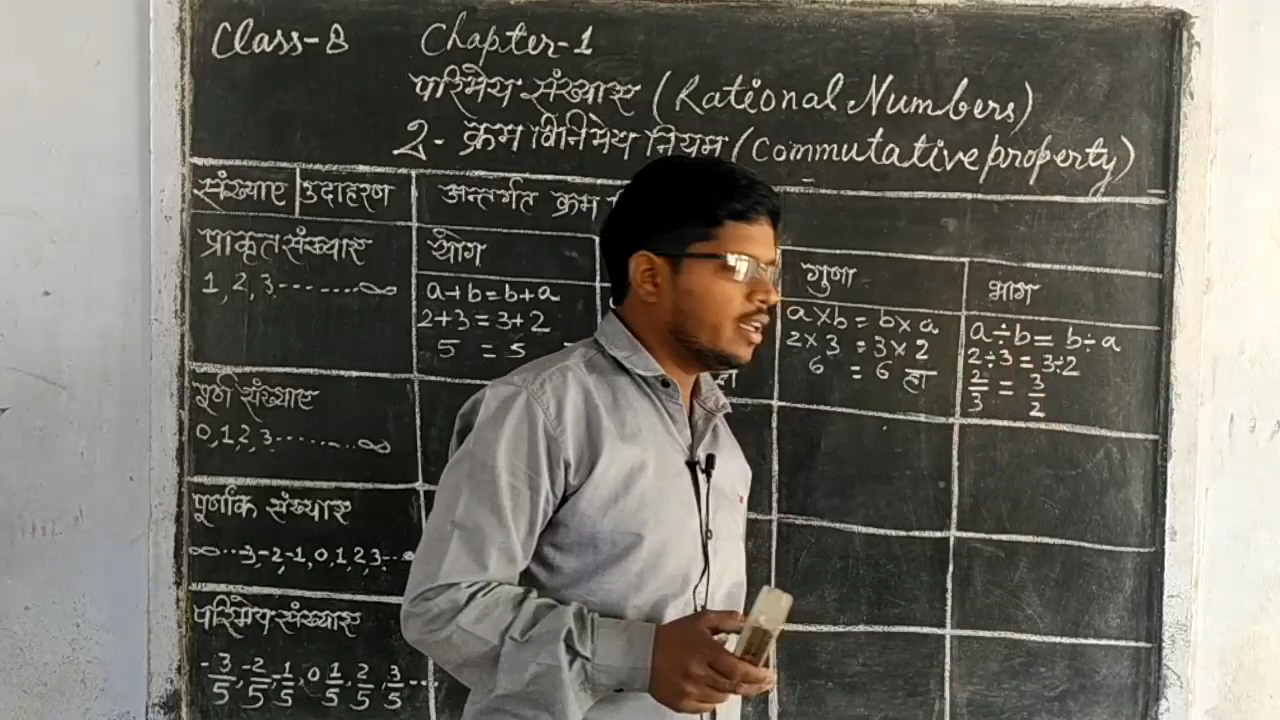 Class-8 Chapter-1
परिमेय संख्याए (Rational Numbers)
2- क्रम विनिमेय नियम (Commutative property)
संख्याए उदाहरण अन्तर्गत क्रम
प्राकृत संख्याए
1, 2, 3 ---------∞
योग
a+b = b+a
2+3 = 3+2
5 = 5
गुणा
a×b = b×a
2×3 = 3×2
6 = 6 हा
भाग
a÷b = b÷a
2÷3 = 3÷2
2/3 = 3/2
पूर्ण संख्याए
0,1,2,3---------∞
पूर्णांक संख्याए
∞---3,-2,-1,0,1,2,3---
परिमेय संख्याए
-3/5, -2/5, -1/5, 0 1/5, 2/5, 3/5 ---